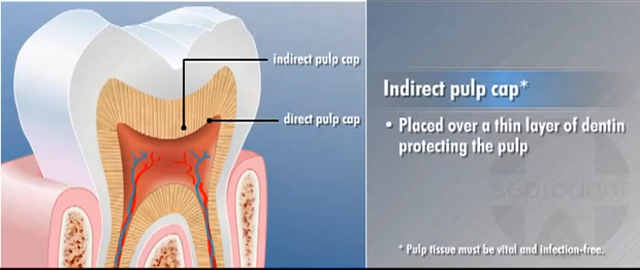 indirect pulp cap
direct pulp cap
Indirect pulp cap*
• Placed over a thin layer of dentin
protecting the pulp
septodont
* Pulp tissue must be vital and infection-free.